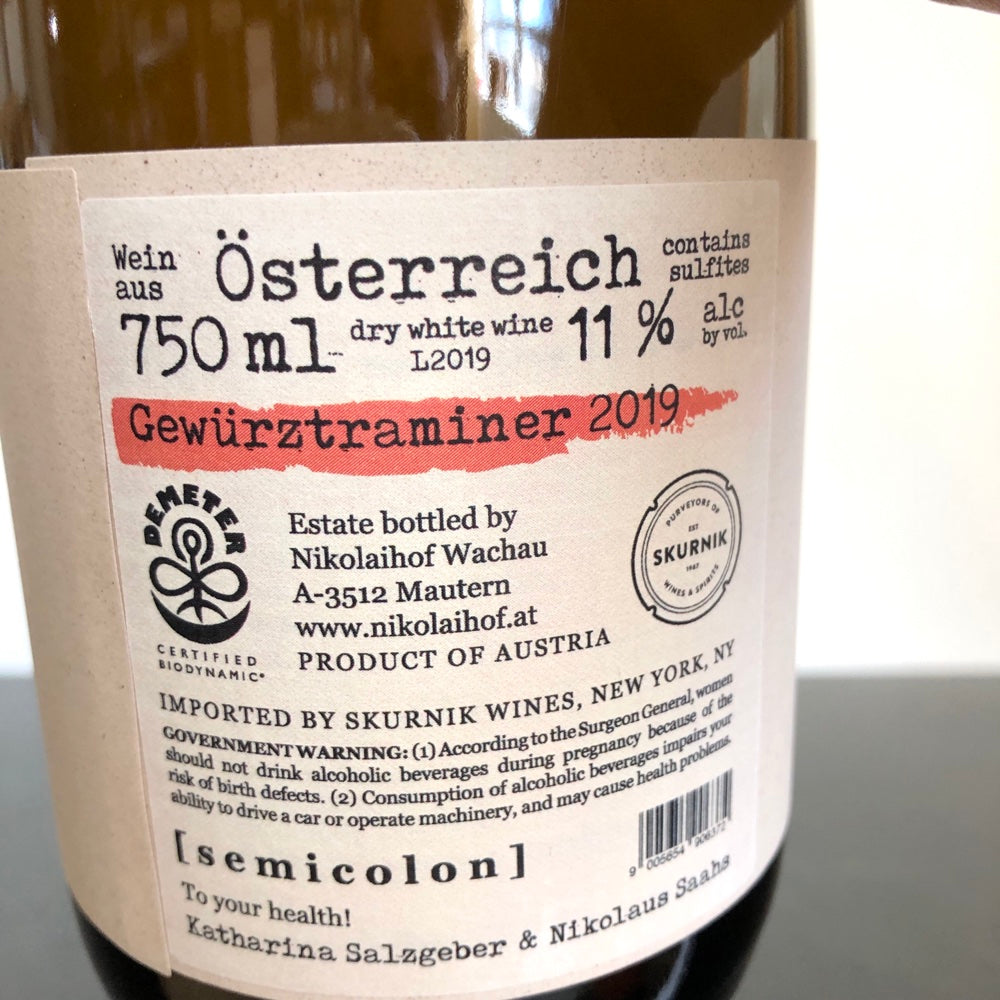 Wein aus Österreich contains sulfites
750 ml dry white wine L2019 11 % alc by vol.
Gewürztraminer 2019
DEMETER
CERTIFIED
BIODYNAMIC®
Estate bottled by
Nikolaihof Wachau
A-3512 Mautern
www.nikolaihof.at
PRODUCT OF AUSTRIA
PURVEYORS OF
EST
SKURNIK
1987
WINES & SPIRITS
IMPORTED BY SKURNIK WINES, NEW YORK, NY
GOVERNMENT WARNING: (1) According to the Surgeon General, women
should not drink alcoholic beverages during pregnancy because of the
risk of birth defects. (2) Consumption of alcoholic beverages impairs your
ability to drive a car or operate machinery, and may cause health problems.
[semicolon]
To your health!
Katharina Salzgeber & Nikolaus Saahs
9 005654 906372